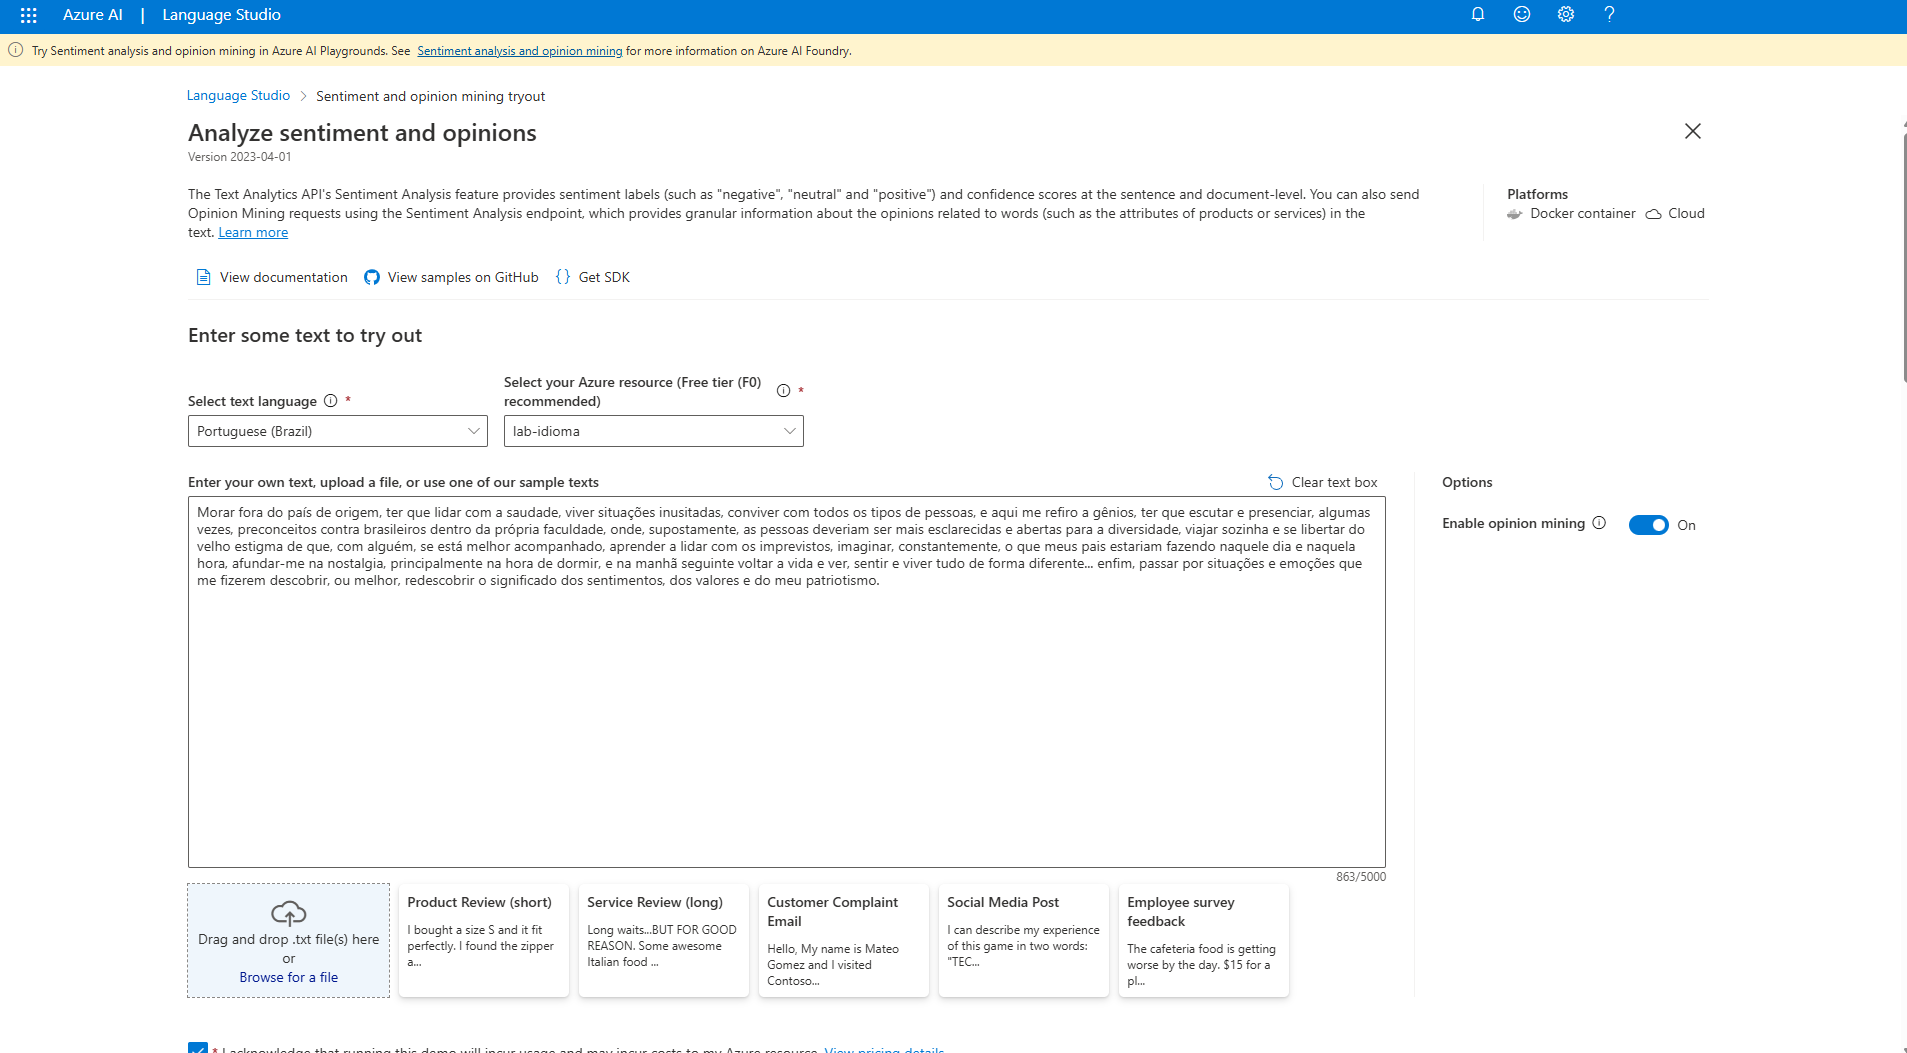 Azure AI | Language Studio
Try Sentiment analysis and opinion mining in Azure AI Playgrounds. See Sentiment analysis and opinion mining for more information on Azure AI Foundry.
Language Studio > Sentiment and opinion mining tryout
Analyze sentiment and opinions
Version 2023-04-01
The Text Analytics API's Sentiment Analysis feature provides sentiment labels (such as "negative", "neutral" and "positive") and confidence scores at the sentence and document-level. You can also send
Opinion Mining requests using the Sentiment Analysis endpoint, which provides granular information about the opinions related to words (such as the attributes of products or services) in the
text. Learn more
Platforms
Docker container Cloud
View documentation View samples on GitHub {} Get SDK
Enter some text to try out
Select text language *
Portuguese (Brazil)
Select your Azure resource (Free tier (F0)
recommended) *
lab-idioma
Enter your own text, upload a file, or use one of our sample texts
Clear text box
Morar fora do país de origem, ter que lidar com a saudade, viver situações inusitadas, conviver com todos os tipos de pessoas, e aqui me refiro a gênios, ter que escutar e presenciar, algumas
vezes, preconceitos contra brasileiros dentro da própria faculdade, onde, supostamente, as pessoas deveriam ser mais esclarecidas e abertas para a diversidade, viajar sozinha e se libertar do
velho estigma de que, com alguém, se está melhor acompanhado, aprender a lidar com os imprevistos, imaginar, constantemente, o que meus pais estariam fazendo naquele dia e naquela
hora, afundar-me na nostalgia, principalmente na hora de dormir, e na manhã seguinte voltar a vida e ver, sentir e viver tudo de forma diferente... enfim, passar por situações e emoções que
me fizerem descobrir, ou melhor, redescobrir o significado dos sentimentos, dos valores e do meu patriotismo.
863/5000
Options
Enable opinion mining On
Drag and drop .txt file(s) here
or
Browse for a file
Product Review (short)
I bought a size S and it fit
perfectly. I found the zipper
a...
Service Review (long)
Long waits...BUT FOR GOOD
REASON. Some awesome
Italian food ...
Customer Complaint
Email
Hello, My name is Mateo
Gomez and I visited
Contoso...
Social Media Post
I can describe my experience
of this game in two words:
"TEC...
Employee survey
feedback
The cafeteria food is getting
worse by the day. $15 for a
pl...
* I acknowledge that running this demo will incur usage and may incur costs to my Azure resource. View pricing details